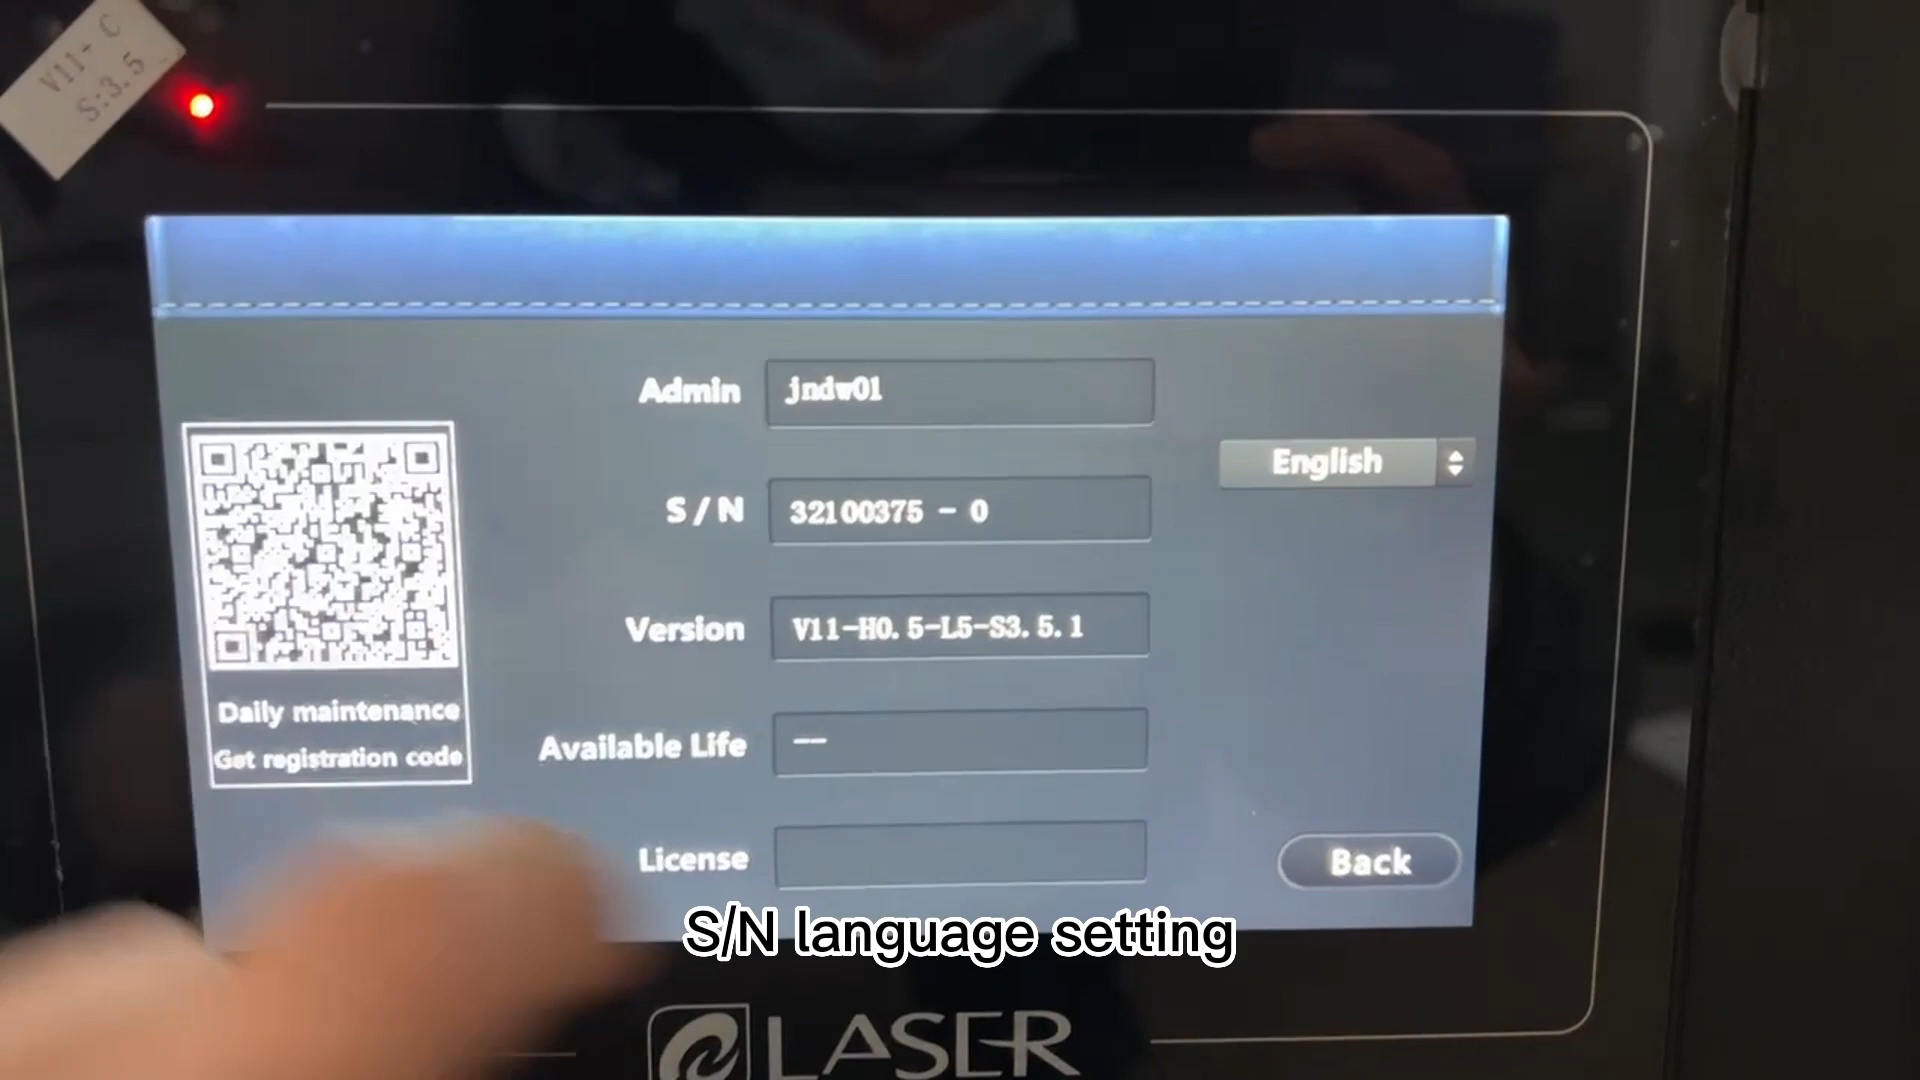 V11+ C
S:3.5
Admin jndw01
English
S/N 32100375 - 0
Version V11-H0.5-L5-S3.5.1
Daily maintenance
Get registration code
Available Life --
License
Back
S/N language setting
LASER